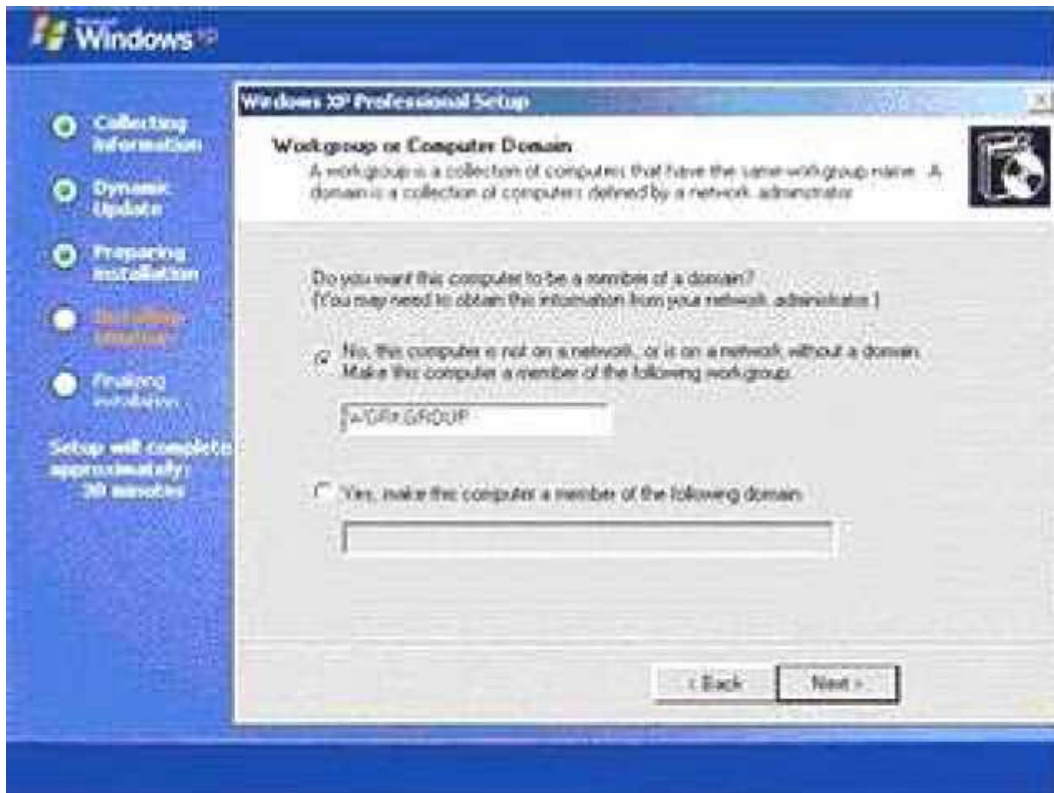 Microsoft
Windows xp
Collecting
information
Dynamic
Update
Preparing
installation
Installing
Windows
Finalizing
installation
Setup will complete
approximately:
30 minutes
Windows XP Professional Setup
Workgroup or Computer Domain
A workgroup is a collection of computers that have the same workgroup name. A
domain is a collection of computers defined by a network administrator.
Do you want this computer to be a member of a domain?
(You may need to obtain this information from your network administrator.)
No, this computer is not on a network, or is on a network without a domain.
Make this computer a member of the following workgroup:
WORKGROUP
Yes, make this computer a member of the following domain:
< Back
Next >